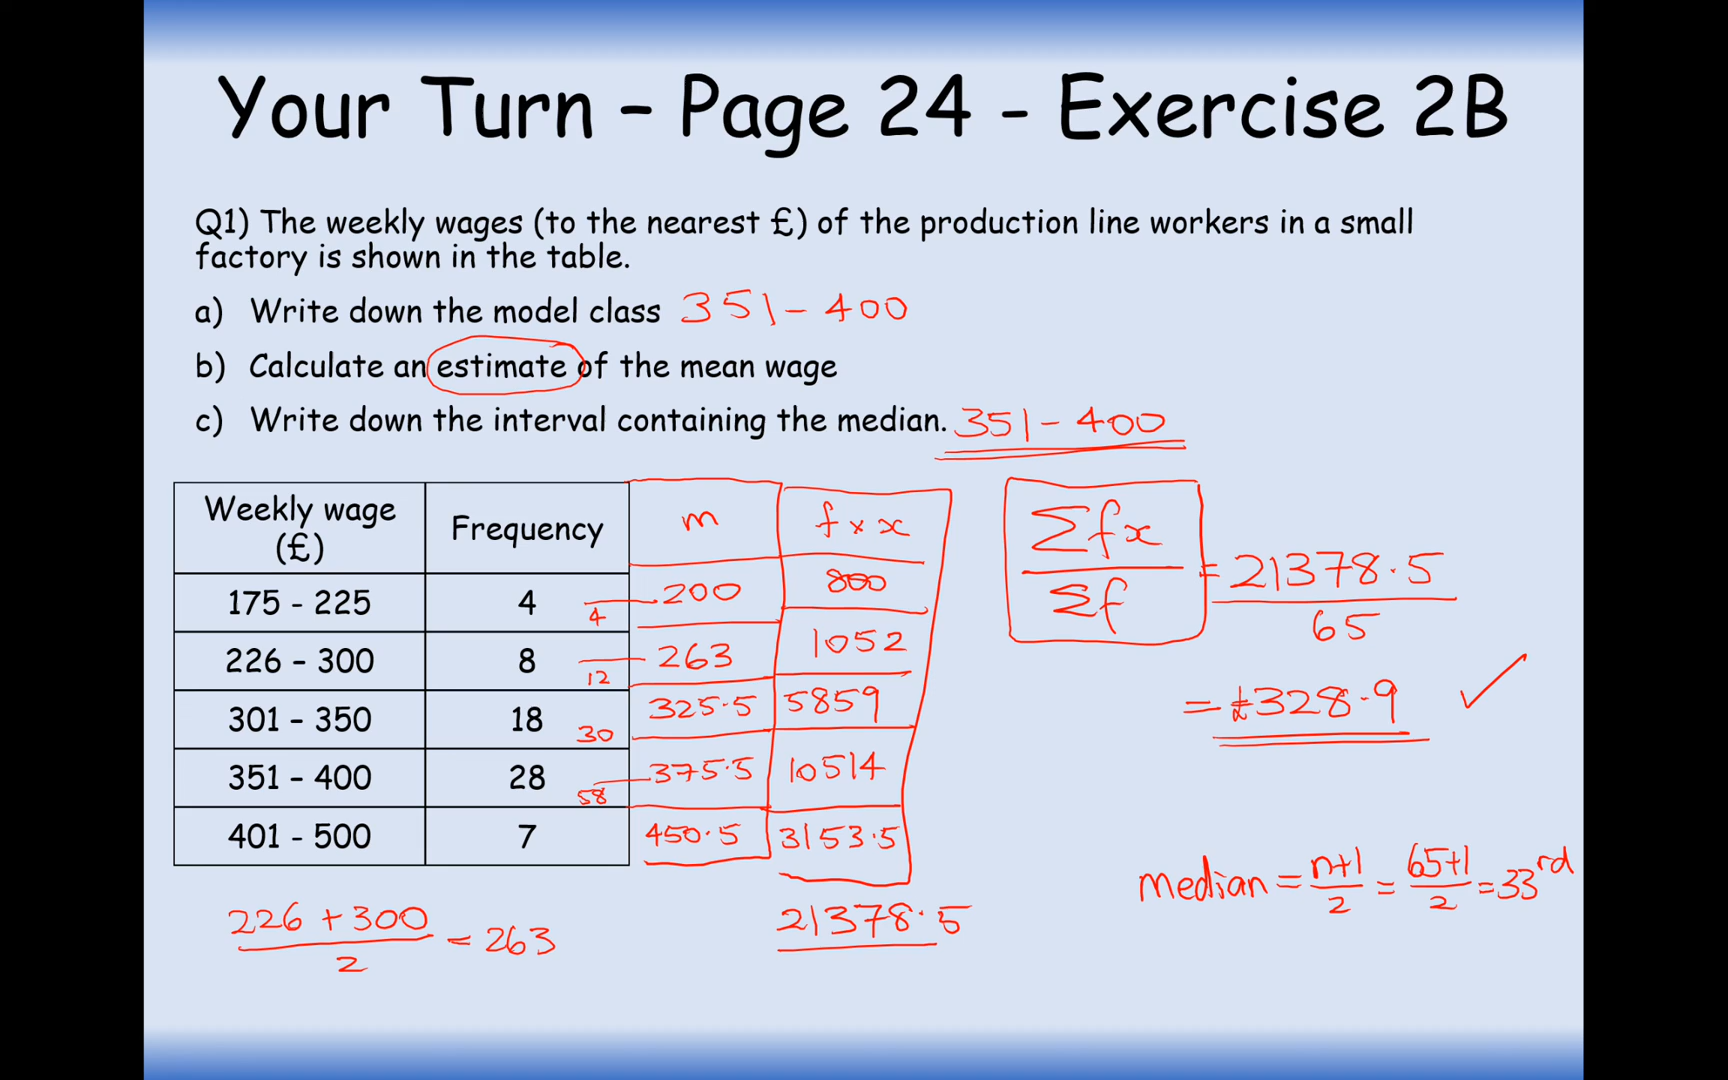 Your Turn – Page 24 - Exercise 2B
Q1) The weekly wages (to the nearest £) of the production line workers in a small
factory is shown in the table.
a) Write down the model class 351 - 400
b) Calculate an estimate of the mean wage
c) Write down the interval containing the median. 351 - 400
Weekly wage (£) Frequency m f × x
175 - 225 4 4 200 800
226 – 300 8 12 263 1052
301 – 350 18 30 325.5 5859
351 – 400 28 58 375.5 10514
401 - 500 7 450.5 3153.5
21378.5
226 + 300 / 2 = 263
Σfx / Σf = 21378.5 / 65
= £328.9 ✓
median = n+1 / 2 = 65+1 / 2 = 33rd